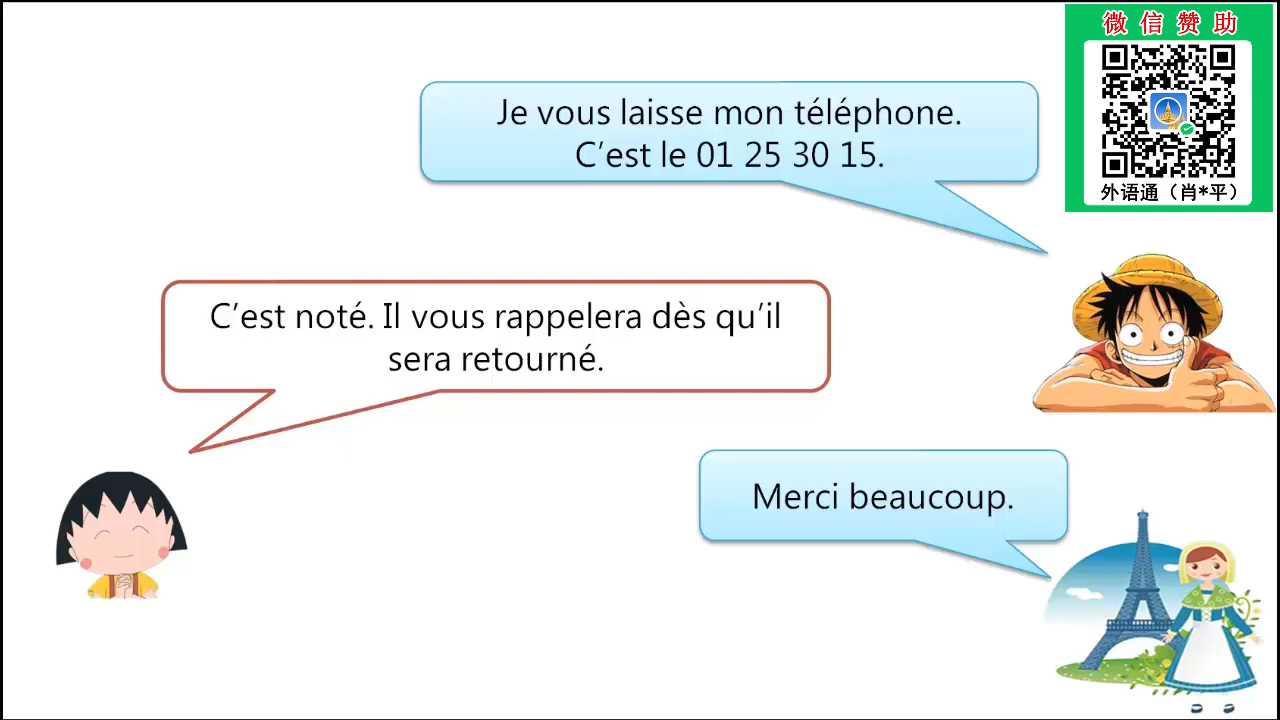 微信赞助
外语通（肖*平）
Je vous laisse mon téléphone.
C’est le 01 25 30 15.
C’est noté. Il vous rappelera dès qu’il
sera retourné.
Merci beaucoup.